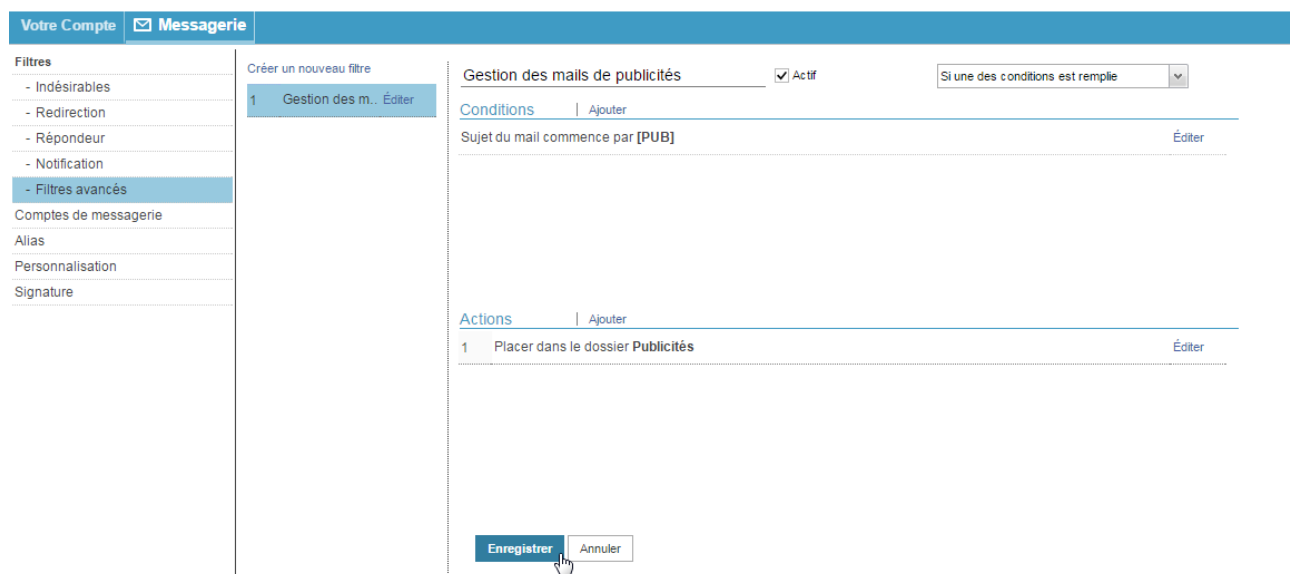 Votre Compte Messagerie
Filtres
- Indésirables
- Redirection
- Répondeur
- Notification
- Filtres avancés
Comptes de messagerie
Alias
Personnalisation
Signature
Créer un nouveau filtre
1 Gestion des m.. Éditer
Gestion des mails de publicités Actif Si une des conditions est remplie
Conditions | Ajouter
Sujet du mail commence par [PUB] Éditer
Actions | Ajouter
1 Placer dans le dossier Publicités Éditer
Enregistrer Annuler